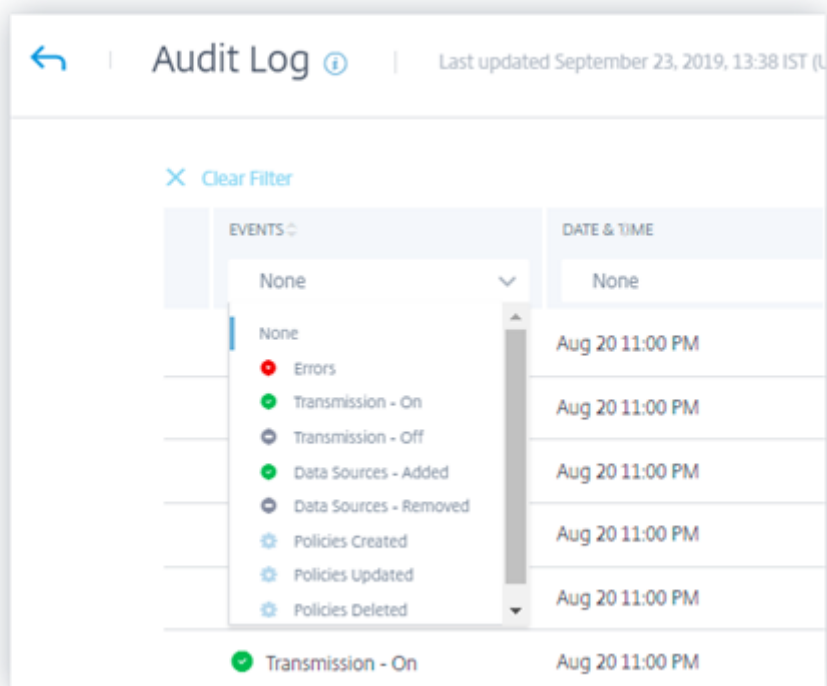 Audit Log
Last updated September 23, 2019, 13:38 IST (U
Clear Filter
EVENTS
DATE & TIME
None
None
None
Errors
Transmission - On
Transmission - Off
Data Sources - Added
Data Sources - Removed
Policies Created
Policies Updated
Policies Deleted
Aug 20 11:00 PM
Aug 20 11:00 PM
Aug 20 11:00 PM
Aug 20 11:00 PM
Aug 20 11:00 PM
Transmission - On
Aug 20 11:00 PM